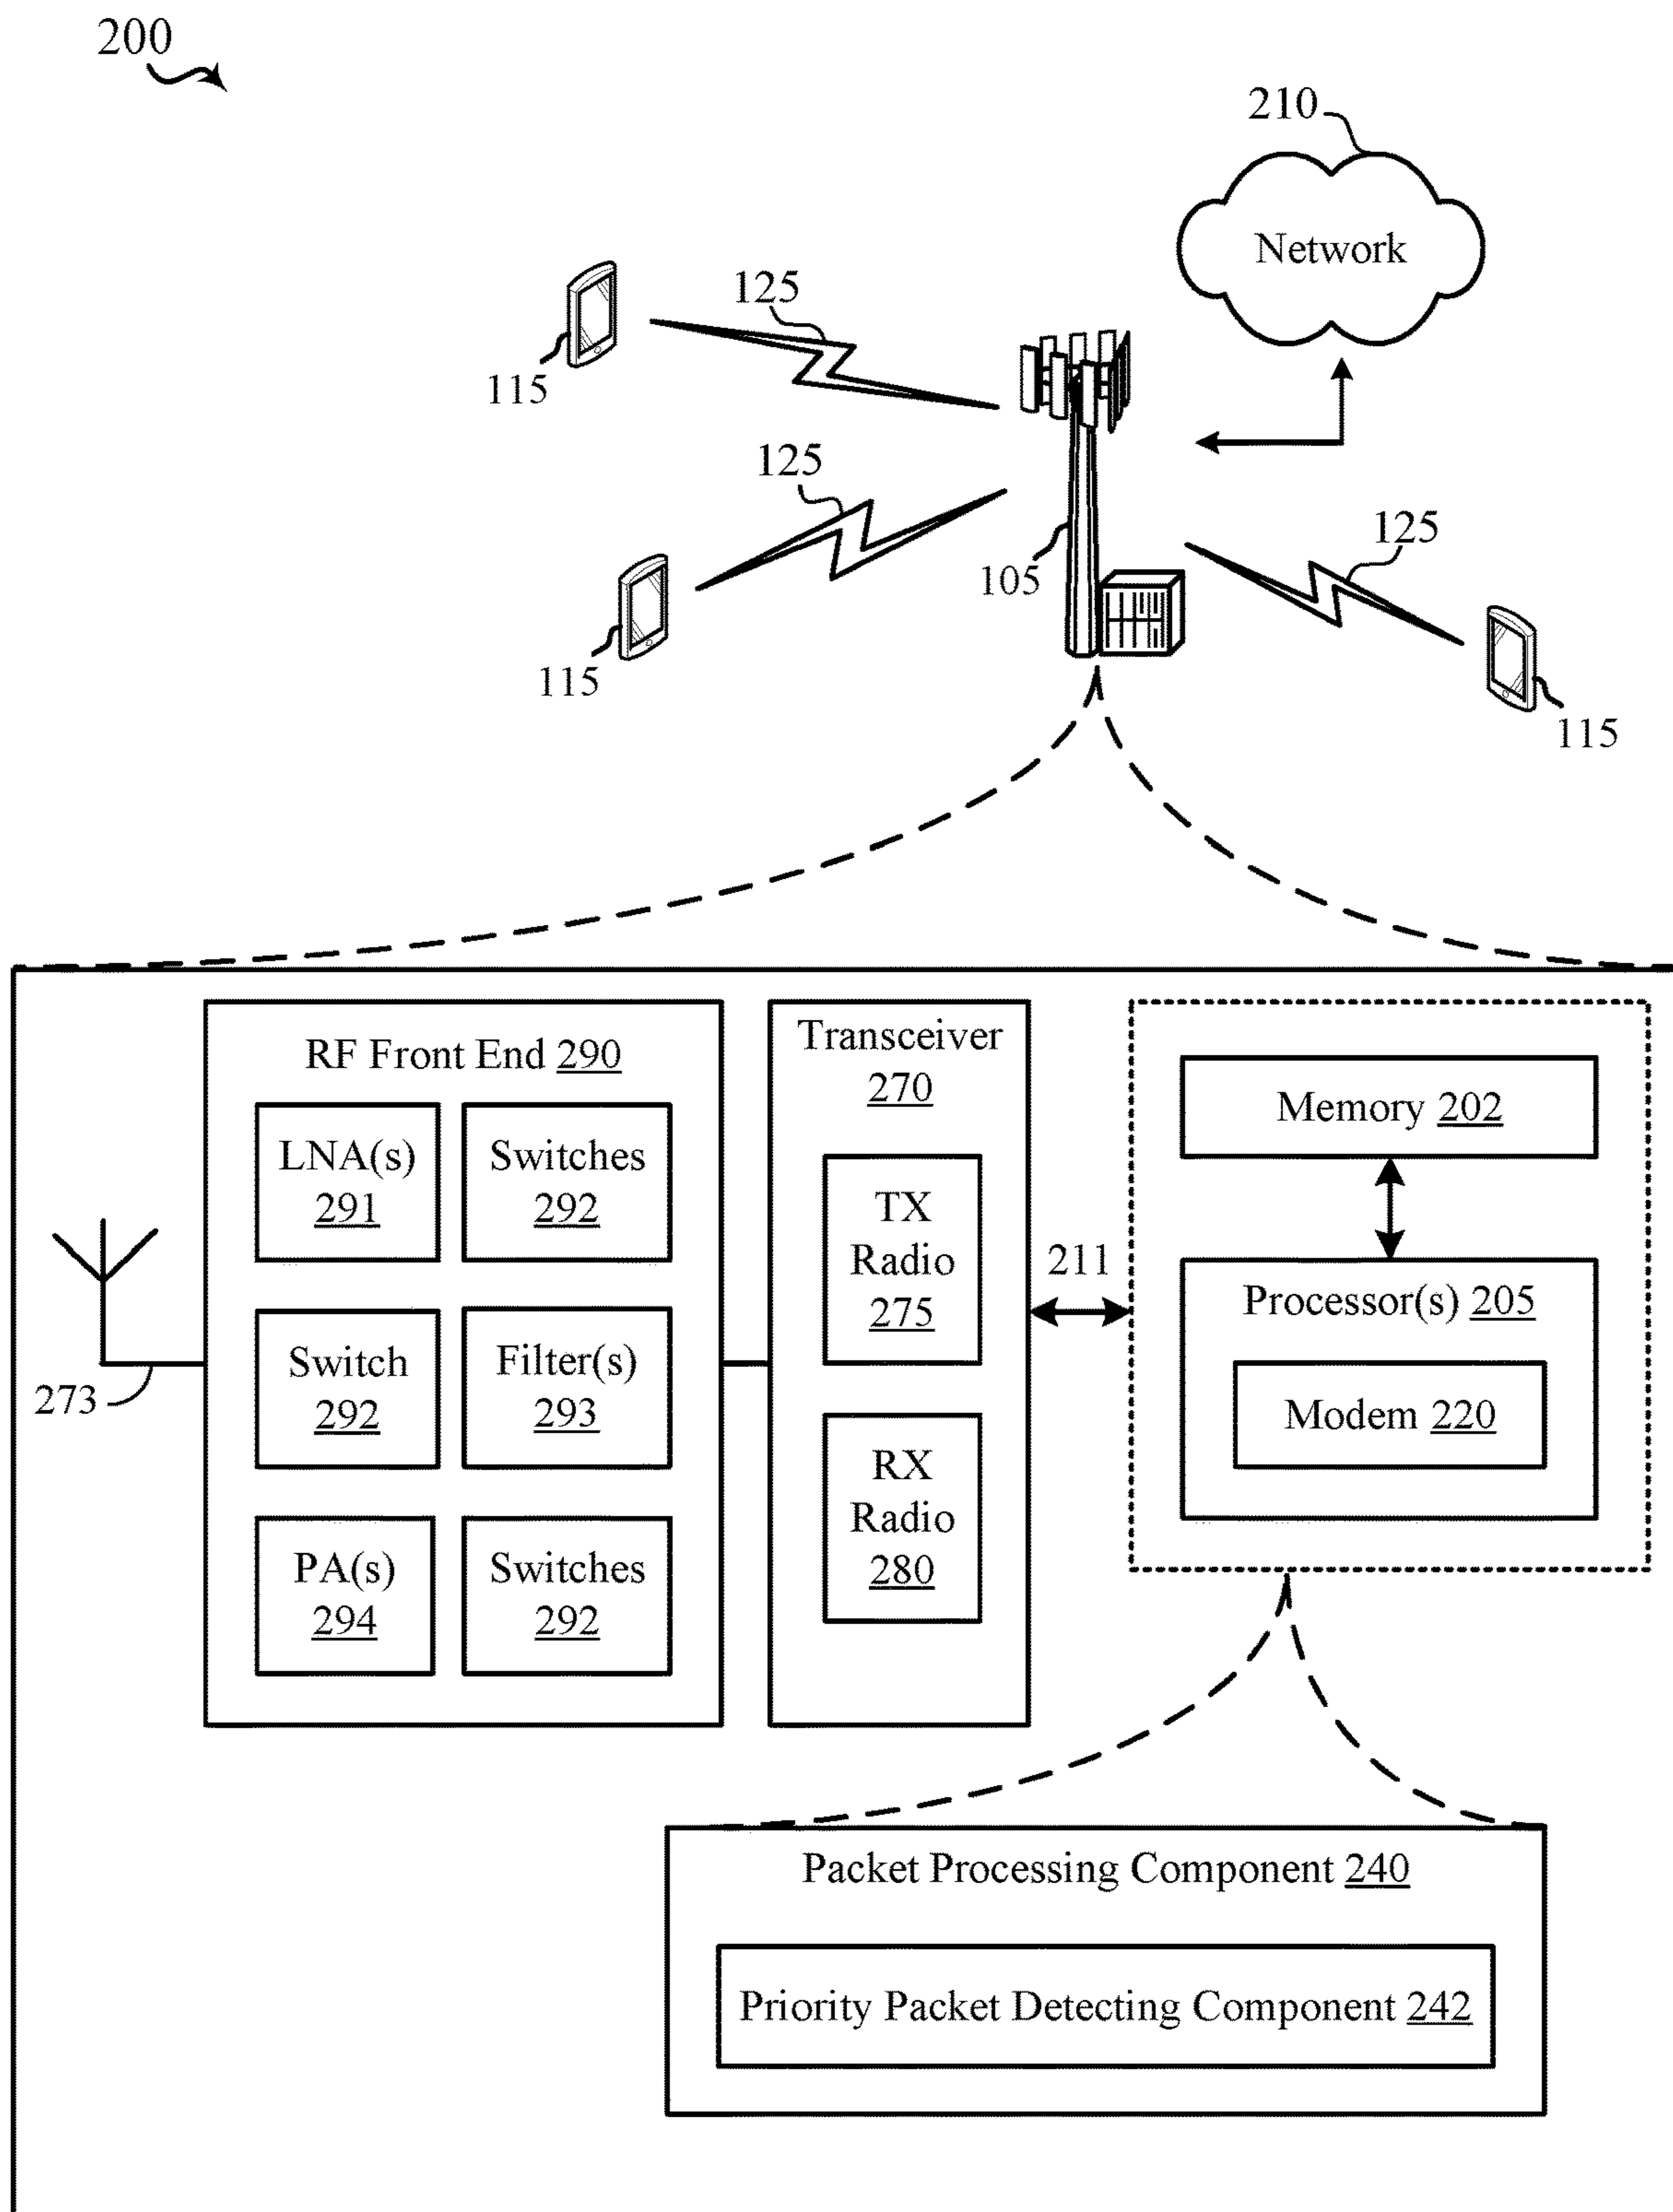 200
210
Network
125
115
125
105
125
115
115
RF Front End 290
LNA(s)
291
Switches
292
Switch
292
Filter(s)
293
PA(s)
294
Switches
292
273
Transceiver
270
TX
Radio
275
RX
Radio
280
211
Memory 202
Processor(s) 205
Modem 220
Packet Processing Component 240
Priority Packet Detecting Component 242